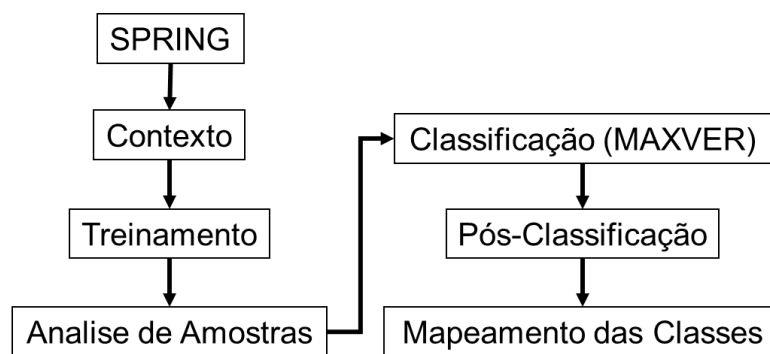 SPRING
Contexto
Treinamento
Analise de Amostras
Classificação (MAXVER)
Pós-Classificação
Mapeamento das Classes